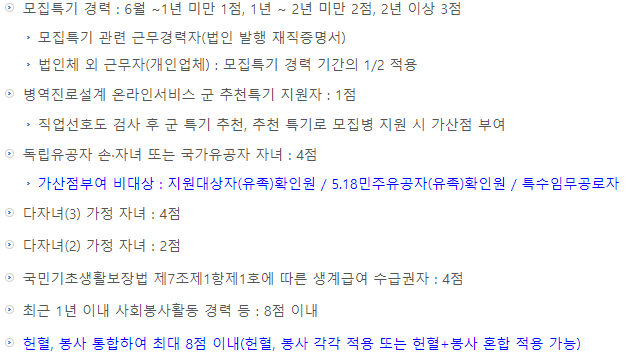 모집특기 경력 : 6월 ~1년 미만 1점, 1년 ~ 2년 미만 2점, 2년 이상 3점
모집특기 관련 근무경력자(법인 발행 재직증명서)
법인체 외 근무자(개인업체) : 모집특기 경력 기간의 1/2 적용
병역진로설계 온라인서비스 군 추천특기 지원자 : 1점
직업선호도 검사 후 군 특기 추천, 추천 특기로 모집병 지원 시 가산점 부여
독립유공자 손·자녀 또는 국가유공자 자녀 : 4점
가산점부여 비대상 : 지원대상자(유족)확인원 / 5.18민주유공자(유족)확인원 / 특수임무공로자
다자녀(3) 가정 자녀 : 4점
다자녀(2) 가정 자녀 : 2점
국민기초생활보장법 제7조제1항제1호에 따른 생계급여 수급권자 : 4점
최근 1년 이내 사회봉사활동 경력 등 : 8점 이내
헌혈, 봉사 통합하여 최대 8점 이내(헌혈, 봉사 각각 적용 또는 헌혈+봉사 혼합 적용 가능)